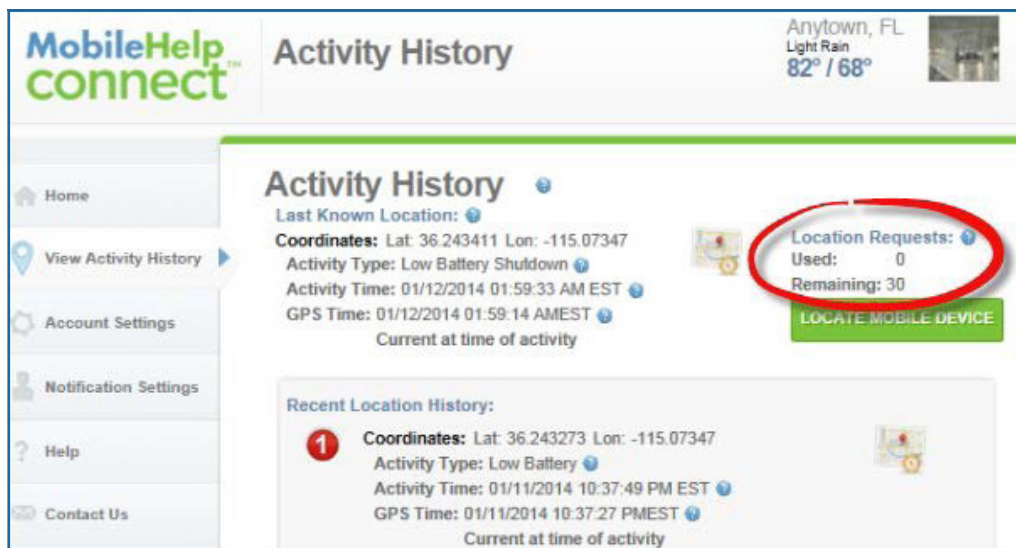 MobileHelp
connect™
Activity History
Anytown, FL
Light Rain
82° / 68°
Home
View Activity History
Account Settings
Notification Settings
? Help
Contact Us
Activity History ?
Last Known Location: ?
Coordinates: Lat: 36.243411 Lon: -115.07347
Activity Type: Low Battery Shutdown ?
Activity Time: 01/12/2014 01:59:33 AM EST ?
GPS Time: 01/12/2014 01:59:14 AMEST ?
Current at time of activity
Location Requests: ?
Used: 0
Remaining: 30
LOCATE MOBILE DEVICE
Recent Location History:
1
Coordinates: Lat: 36.243273 Lon: -115.07347
Activity Type: Low Battery ?
Activity Time: 01/11/2014 10:37:49 PM EST ?
GPS Time: 01/11/2014 10:37:27 PMEST ?
Current at time of activity